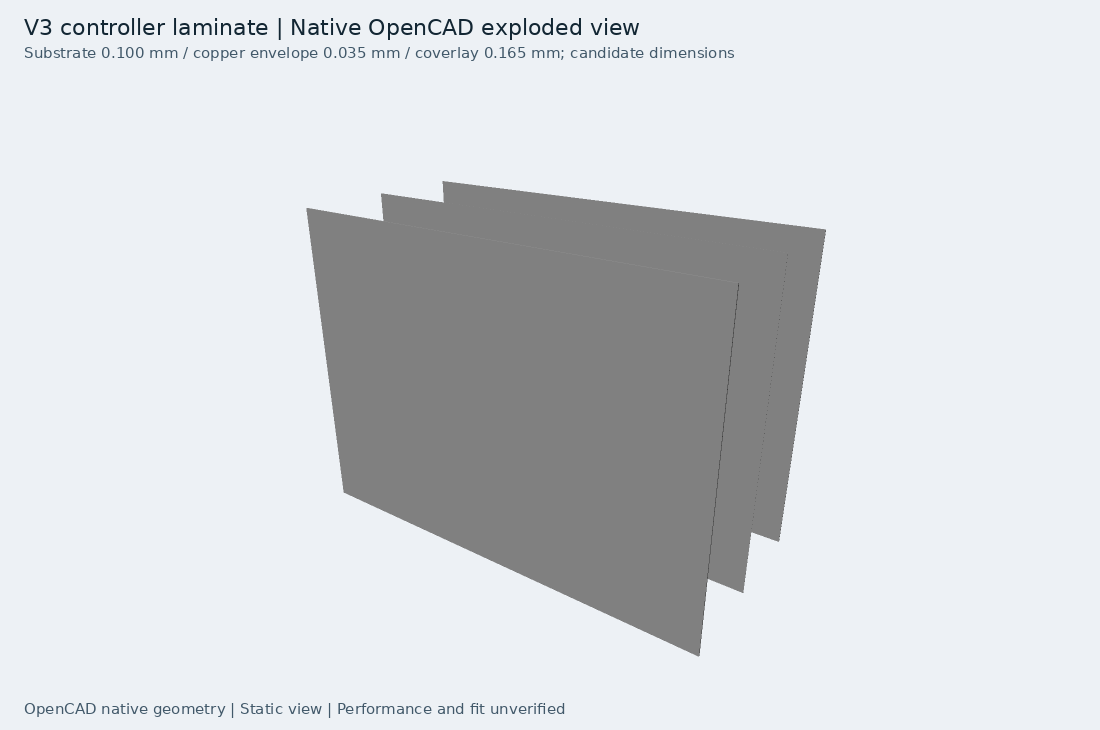 V3 controller laminate | Native OpenCAD exploded view
Substrate 0.100 mm / copper envelope 0.035 mm / coverlay 0.165 mm; candidate dimensions
OpenCAD native geometry | Static view | Performance and fit unverified